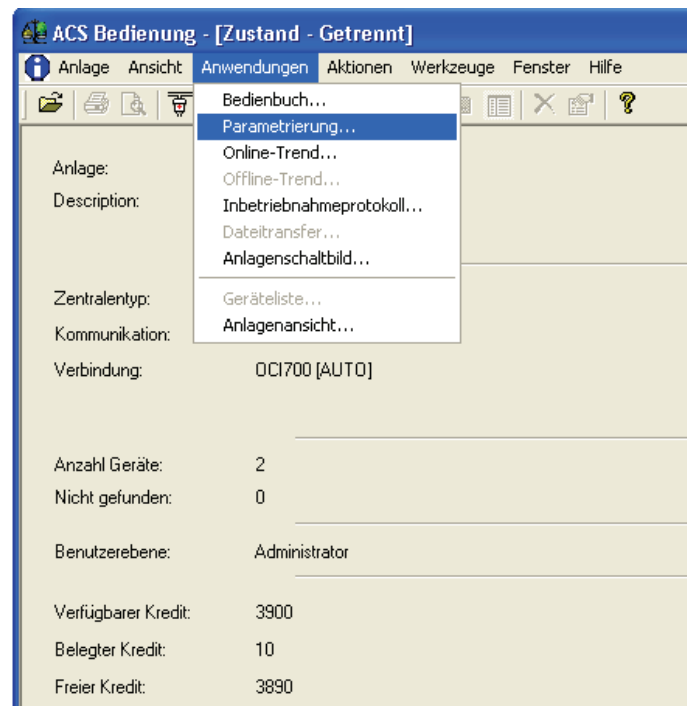 ACS Bedienung - [Zustand - Getrennt]
Anlage Ansicht Anwendungen Aktionen Werkzeuge Fenster Hilfe
Bedienbuch...
Parametrierung...
Online-Trend...
Offline-Trend...
Inbetriebnahmeprotokoll...
Dateitransfer...
Anlagenschaltbild...
Geräteliste...
Anlagenansicht...
Anlage:
Description:
Zentralentyp:
Kommunikation:
Verbindung: OCI700 [AUTO]
Anzahl Geräte: 2
Nicht gefunden: 0
Benutzerebene: Administrator
Verfügbarer Kredit: 3900
Belegter Kredit: 10
Freier Kredit: 3890